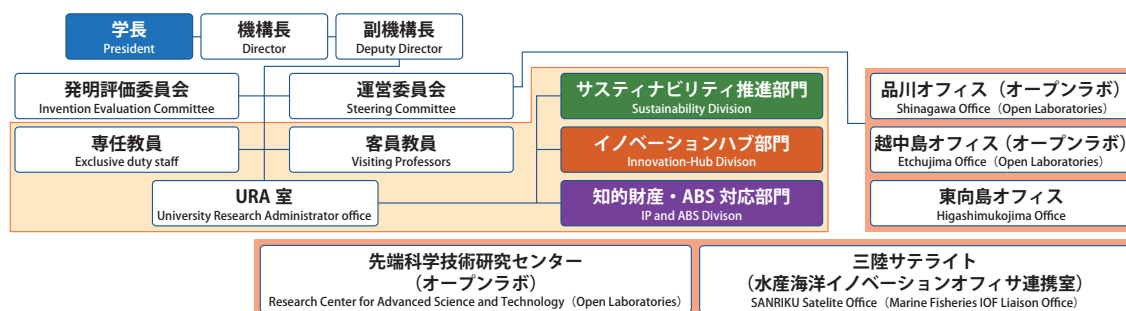 学長
President
機構長
Director
副機構長
Deputy Director
発明評価委員会
Invention Evaluation Committee
運営委員会
Steering Committee
サスティナビリティ推進部門
Sustainability Division
品川オフィス（オープンラボ）
Shinagawa Office（Open Laboratories）
専任教員
Exclusive duty staff
客員教員
Visiting Professors
イノベーションハブ部門
Innovation-Hub Divison
越中島オフィス（オープンラボ）
Etchujima Office（Open Laboratories）
URA 室
University Research Administrator office
知的財産・ABS 対応部門
IP and ABS Divison
東向島オフィス
Higashimukojima Office
先端科学技術研究センター
（オープンラボ）
Research Center for Advanced Science and Technology（Open Laboratories）
三陸サテライト
（水産海洋イノベーションオフィサ連携室）
SANRIKU Satelite Office（Marine Fisheries IOF Liaison Office）